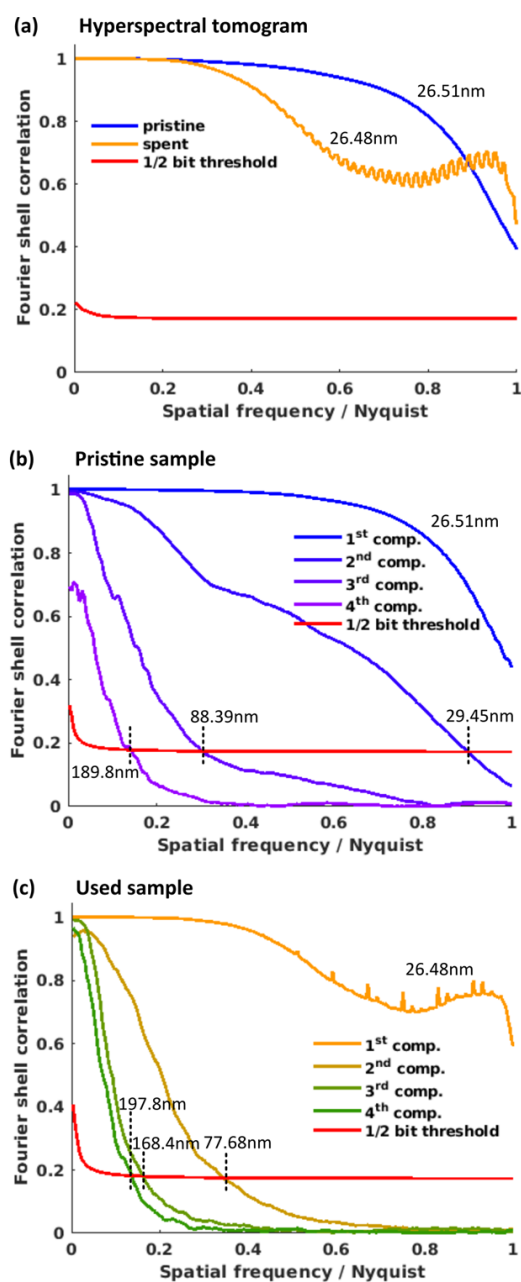 (a) Hyperspectral tomogram
1
0.8
0.6
0.4
0.2
0
Fourier shell correlation
26.51nm
26.48nm
pristine
spent
1/2 bit threshold
0 0.2 0.4 0.6 0.8 1
Spatial frequency / Nyquist
(b) Pristine sample
1
0.8
0.6
0.4
0.2
0
Fourier shell correlation
26.51nm
1st comp.
2nd comp.
3rd comp.
4th comp.
1/2 bit threshold
88.39nm
29.45nm
189.8nm
0 0.2 0.4 0.6 0.8 1
Spatial frequency / Nyquist
(c) Used sample
1
0.8
0.6
0.4
0.2
0
Fourier shell correlation
26.48nm
1st comp.
2nd comp.
3rd comp.
4th comp.
1/2 bit threshold
197.8nm
168.4nm
77.68nm
0 0.2 0.4 0.6 0.8 1
Spatial frequency / Nyquist